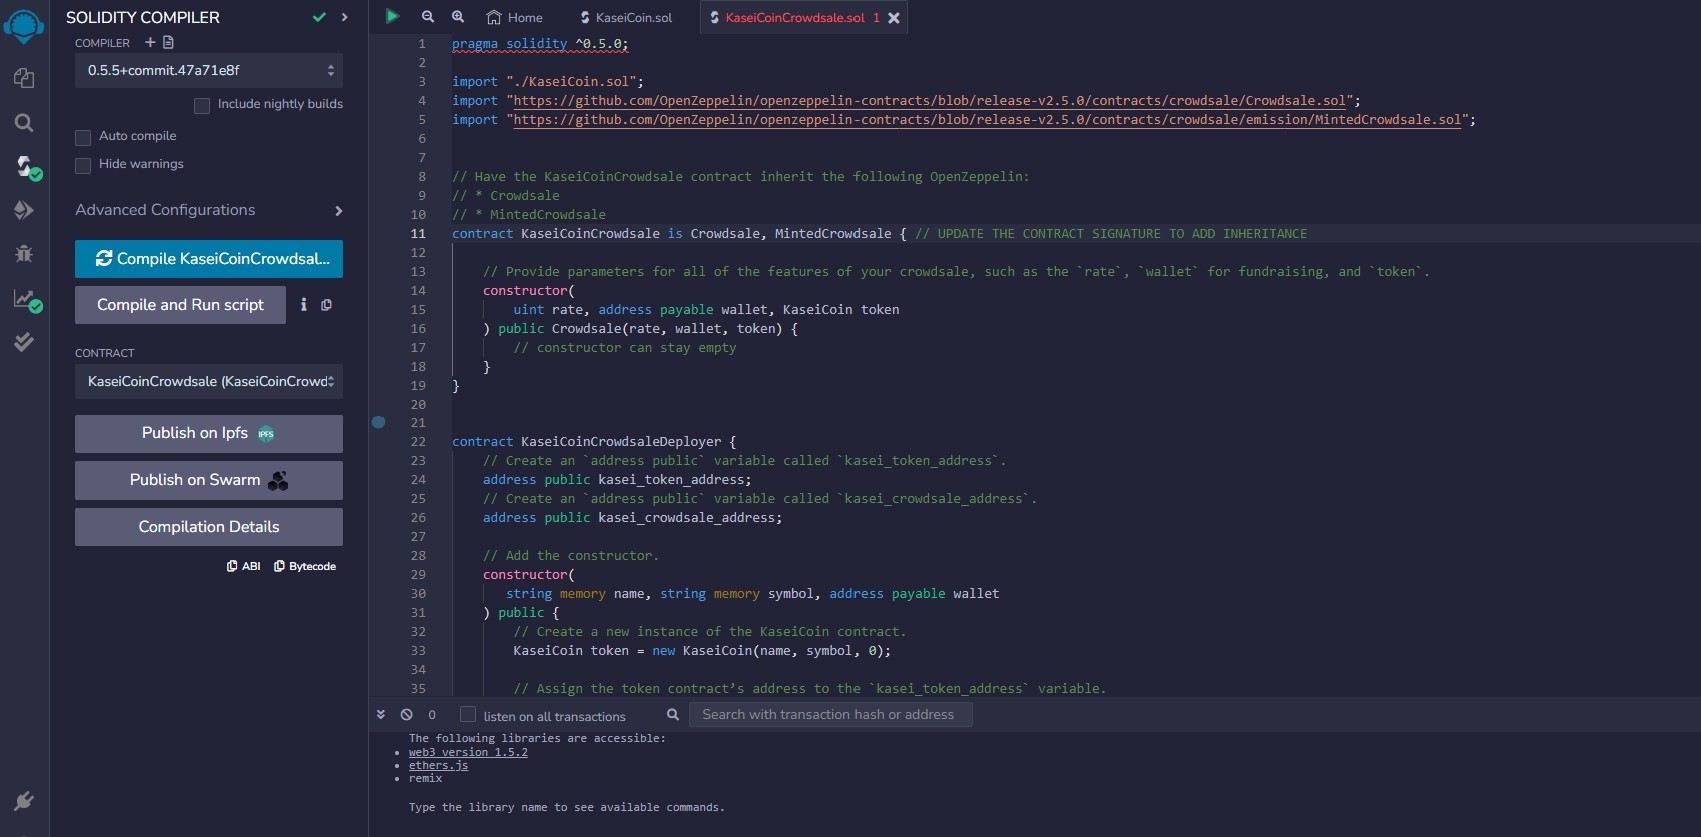 SOLIDITY COMPILER
COMPILER
0.5.5+commit.47a71e8f
Include nightly builds
Auto compile
Hide warnings
Advanced Configurations
Compile KaseiCoinCrowdsal...
Compile and Run script
CONTRACT
KaseiCoinCrowdsale (KaseiCoinCrowd
Publish on Ipfs IPFS
Publish on Swarm
Compilation Details
ABI Bytecode
Home KaseiCoin.sol KaseiCoinCrowdsale.sol 1
1 pragma solidity ^0.5.0;
2
3 import "./KaseiCoin.sol";
4 import "https://github.com/OpenZeppelin/openzeppelin-contracts/blob/release-v2.5.0/contracts/crowdsale/Crowdsale.sol";
5 import "https://github.com/OpenZeppelin/openzeppelin-contracts/blob/release-v2.5.0/contracts/crowdsale/emission/MintedCrowdsale.sol";
6
7
8 // Have the KaseiCoinCrowdsale contract inherit the following OpenZeppelin:
9 // * Crowdsale
10 // * MintedCrowdsale
11 contract KaseiCoinCrowdsale is Crowdsale, MintedCrowdsale { // UPDATE THE CONTRACT SIGNATURE TO ADD INHERITANCE
12
13 // Provide parameters for all of the features of your crowdsale, such as the `rate`, `wallet` for fundraising, and `token`.
14 constructor(
15 uint rate, address payable wallet, KaseiCoin token
16 ) public Crowdsale(rate, wallet, token) {
17 // constructor can stay empty
18 }
19 }
20
21
22 contract KaseiCoinCrowdsaleDeployer {
23 // Create an `address public` variable called `kasei_token_address`.
24 address public kasei_token_address;
25 // Create an `address public` variable called `kasei_crowdsale_address`.
26 address public kasei_crowdsale_address;
27
28 // Add the constructor.
29 constructor(
30 string memory name, string memory symbol, address payable wallet
31 ) public {
32 // Create a new instance of the KaseiCoin contract.
33 KaseiCoin token = new KaseiCoin(name, symbol, 0);
34
35 // Assign the token contract’s address to the `kasei_token_address` variable.
0 listen on all transactions Search with transaction hash or address
The following libraries are accessible:
• web3 version 1.5.2
• ethers.js
• remix
Type the library name to see available commands.